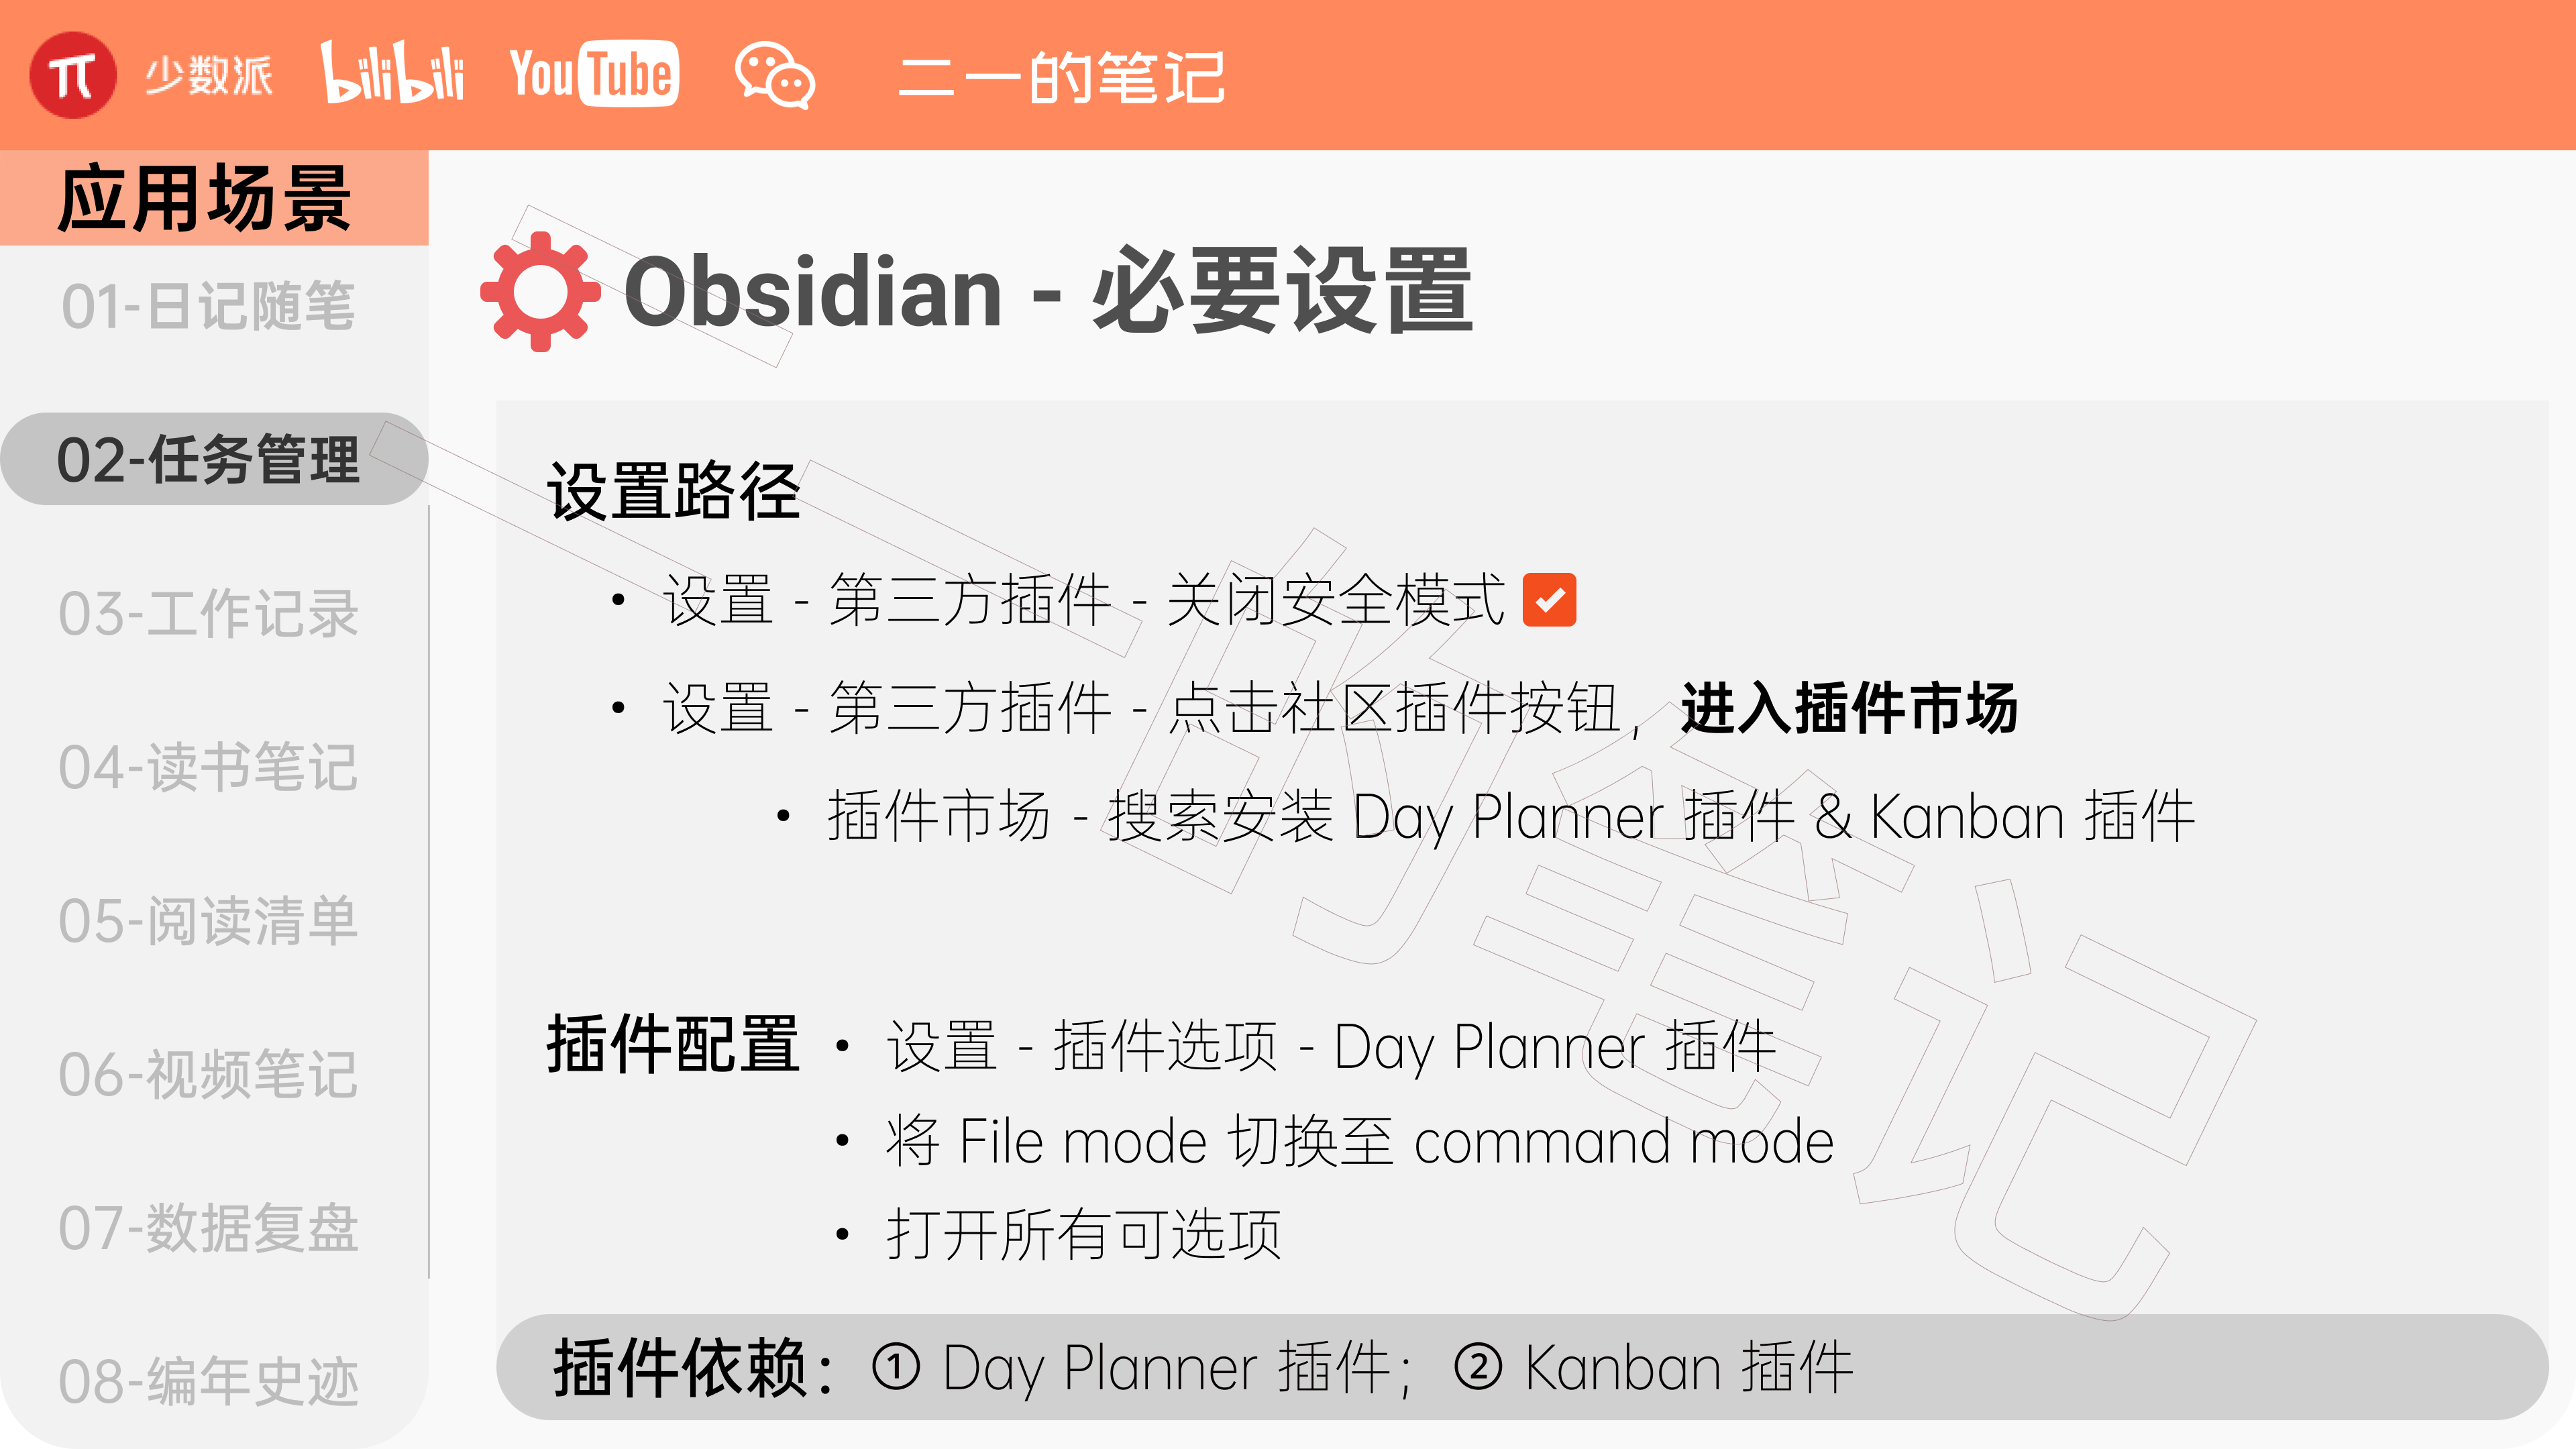 少数派 bilibili YouTube 二一的笔记
应用场景
01-日记随笔
02-任务管理
03-工作记录
04-读书笔记
05-阅读清单
06-视频笔记
07-数据复盘
08-编年史迹
Obsidian - 必要设置
设置路径
• 设置 - 第三方插件 - 关闭安全模式 ✔
• 设置 - 第三方插件 - 点击社区插件按钮，进入插件市场
• 插件市场 - 搜索安装 Day Planner 插件 & Kanban 插件
插件配置 • 设置 - 插件选项 - Day Planner 插件
• 将 File mode 切换至 command mode
• 打开所有可选项
插件依赖：① Day Planner 插件；② Kanban 插件
二一的笔记